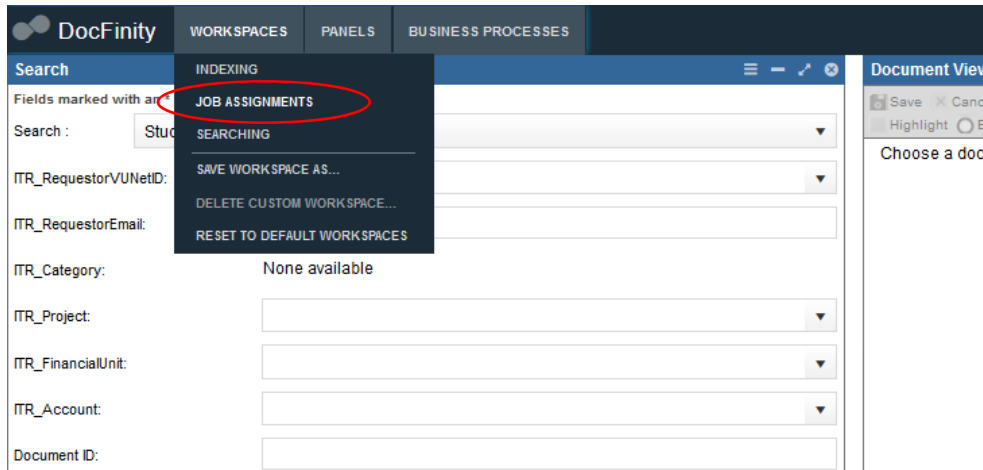 DocFinity WORKSPACES PANELS BUSINESS PROCESSES
Search
INDEXING
Document View
Fields marked with an *
JOB ASSIGNMENTS
Save Canc
Search : Stud
SEARCHING
Highlight
Choose a doc
ITR_RequestorVUNetID:
SAVE WORKSPACE AS...
DELETE CUSTOM WORKSPACE...
ITR_RequestorEmail:
RESET TO DEFAULT WORKSPACES
ITR_Category: None available
ITR_Project:
ITR_FinancialUnit:
ITR_Account:
Document ID: